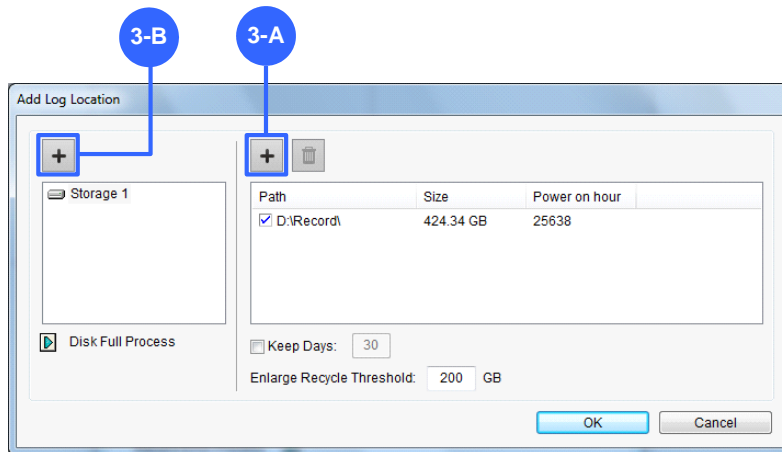 3-B 3-A
Add Log Location
+ +
Storage 1
Path Size Power on hour
D:\Record\ 424.34 GB 25638
Disk Full Process
Keep Days: 30
Enlarge Recycle Threshold: 200 GB
OK Cancel